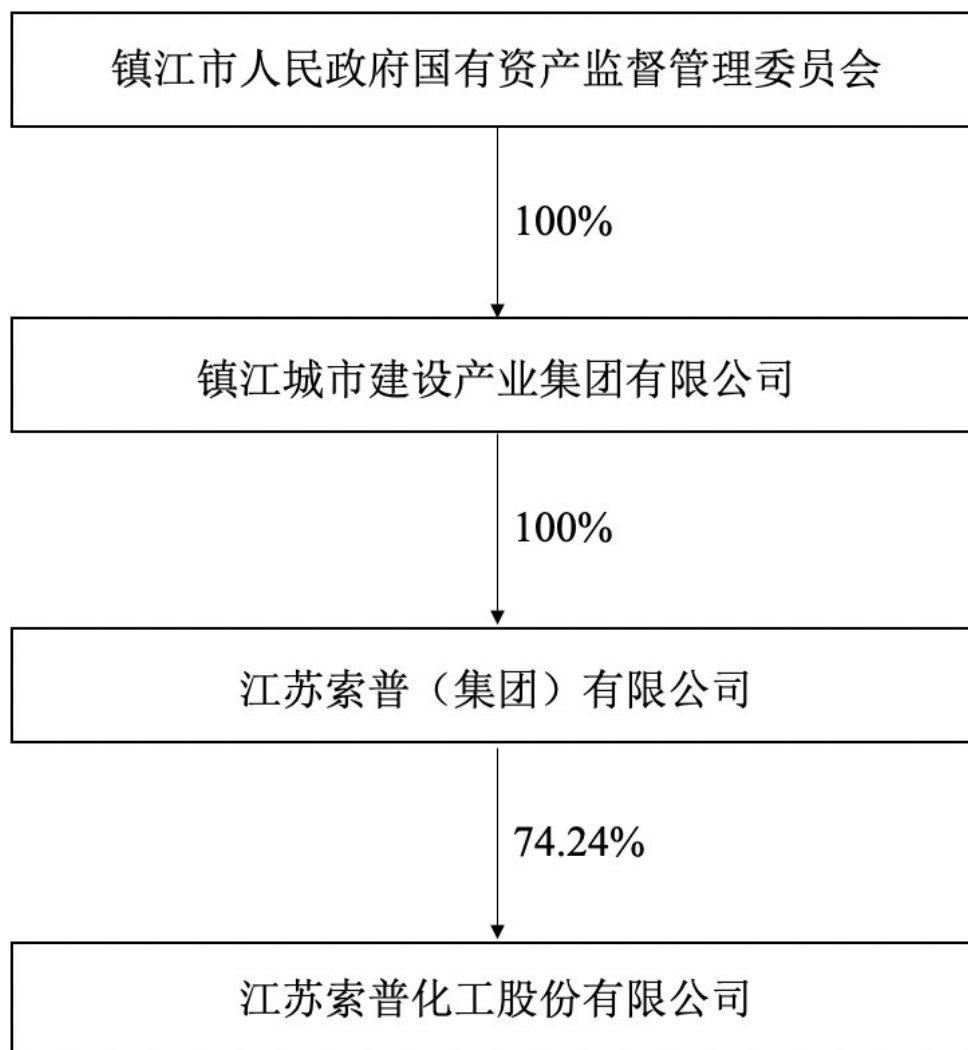 镇江市人民政府国有资产监督管理委员会
100%
镇江城市建设产业集团有限公司
100%
江苏索普（集团）有限公司
74.24%
江苏索普化工股份有限公司